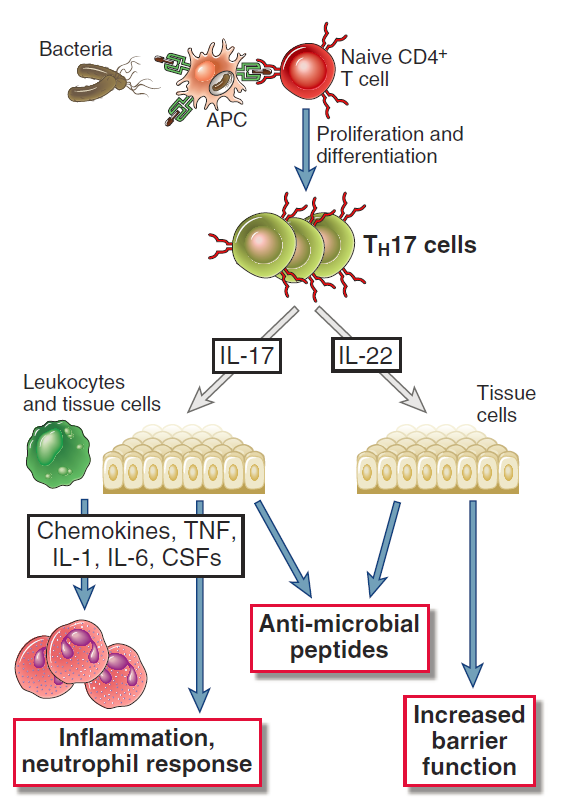 Bacteria
APC
Naive CD4+
T cell
Proliferation and
differentiation
TH17 cells
IL-17
IL-22
Leukocytes
and tissue cells
Tissue
cells
Chemokines, TNF,
IL-1, IL-6, CSFs
Anti-microbial
peptides
Inflammation,
neutrophil response
Increased
barrier
function